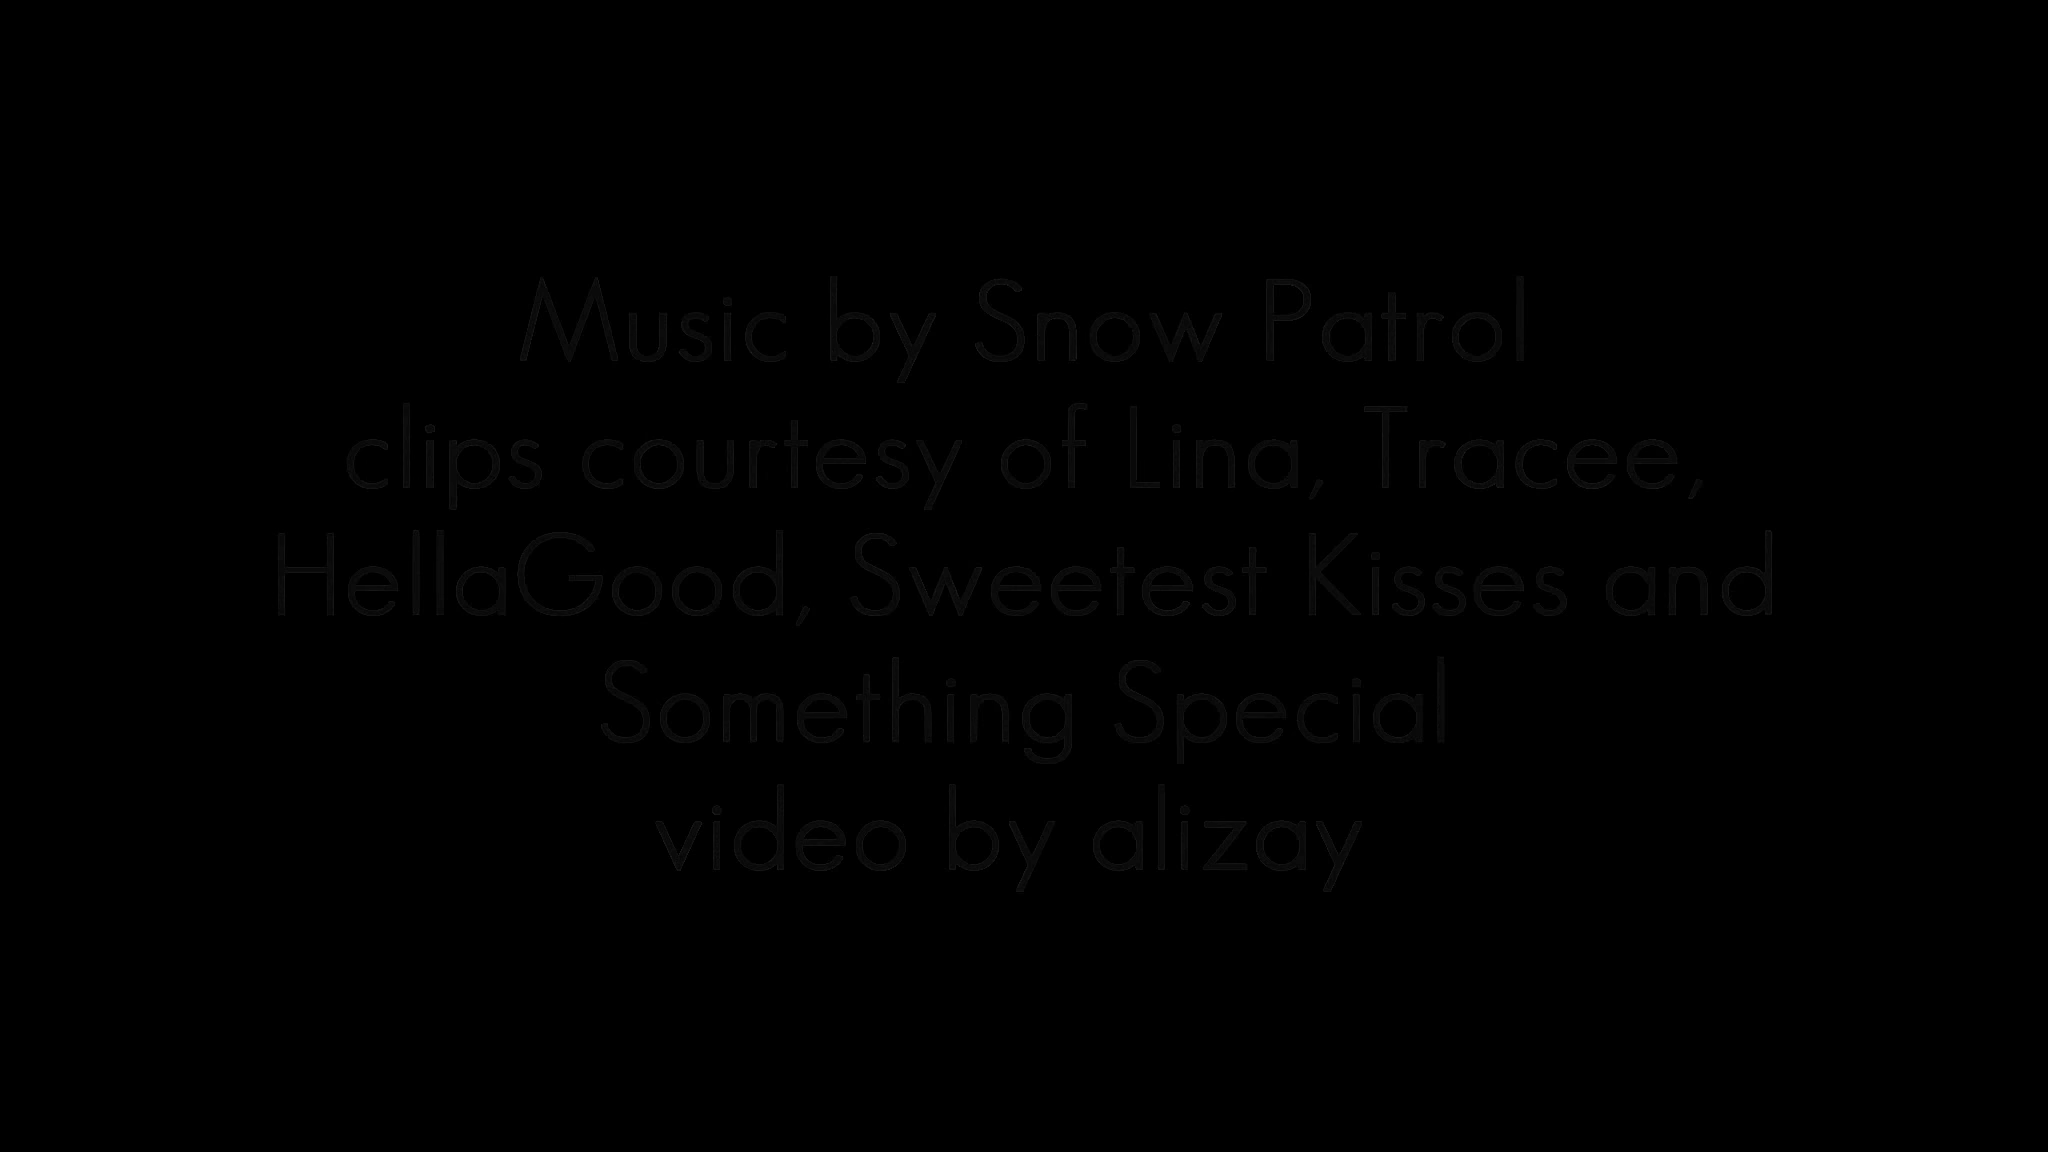 Music by Snow Patrol
clips courtesy of Lina, Tracee,
HellaGood, Sweetest Kisses and
Something Special
video by alizay